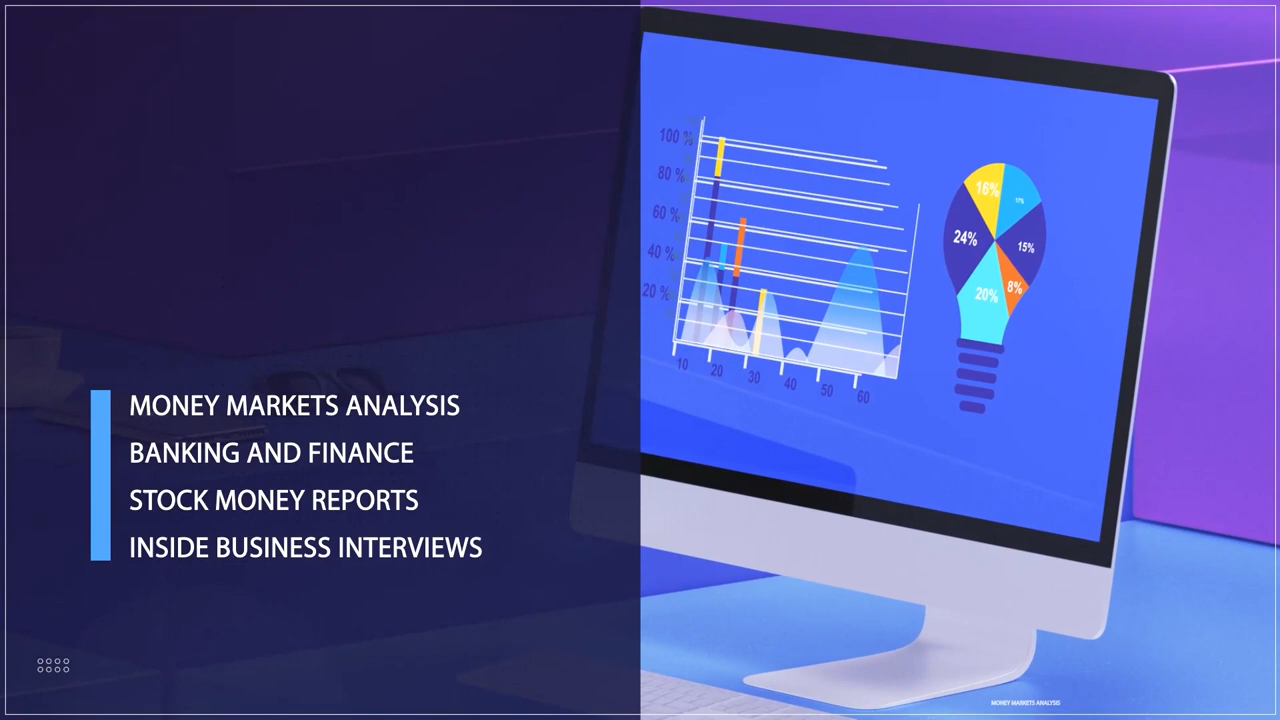 MONEY MARKETS ANALYSIS
BANKING AND FINANCE
STOCK MONEY REPORTS
INSIDE BUSINESS INTERVIEWS
100 %
80 %
60 %
40 %
20 %
10 20 30 40 50 60
16%
17%
24%
15%
20%
8%
MONEY MARKETS ANALYSIS